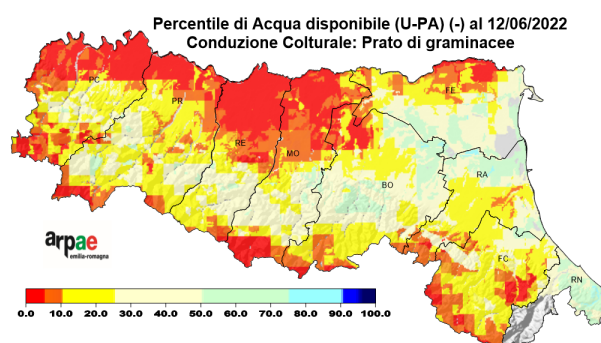 Percentile di Acqua disponibile (U-PA) (-) al 12/06/2022
Conduzione Colturale: Prato di graminacee
PC
PR
RE
MO
FE
BO
RA
FC
RN
arpae
emilia-romagna
0.0 5.0 10.0 20.0 30.0 50.0 70.0 80.0 90.0 95.0 100.0